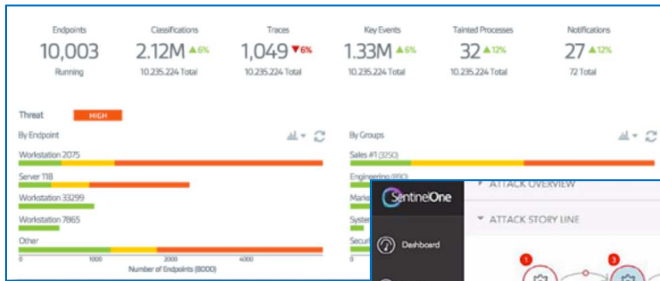 Endpoints Classifications Traces Key Events Tainted Processes Notifications
10,003 2.12M ▲6% 1,049 ▼6% 1.33M ▲6% 32 ▲12% 27 ▲12%
Running 10.235.224 Total 10.235.224 Total 10.235.224 Total 10.235.224 Total 72 Total
Threat HIGH
By Endpoint By Groups
Workstation 2075 Sales #1 (3250)
Server 118 Engineering (890)
Workstation 33299
Workstation 7865
Other
0 1000 2000 4000 0
Number of Endpoints (8000)
SentinelOne
ATTACK OVERVIEW
ATTACK STORY LINE
Dashboard
1 3